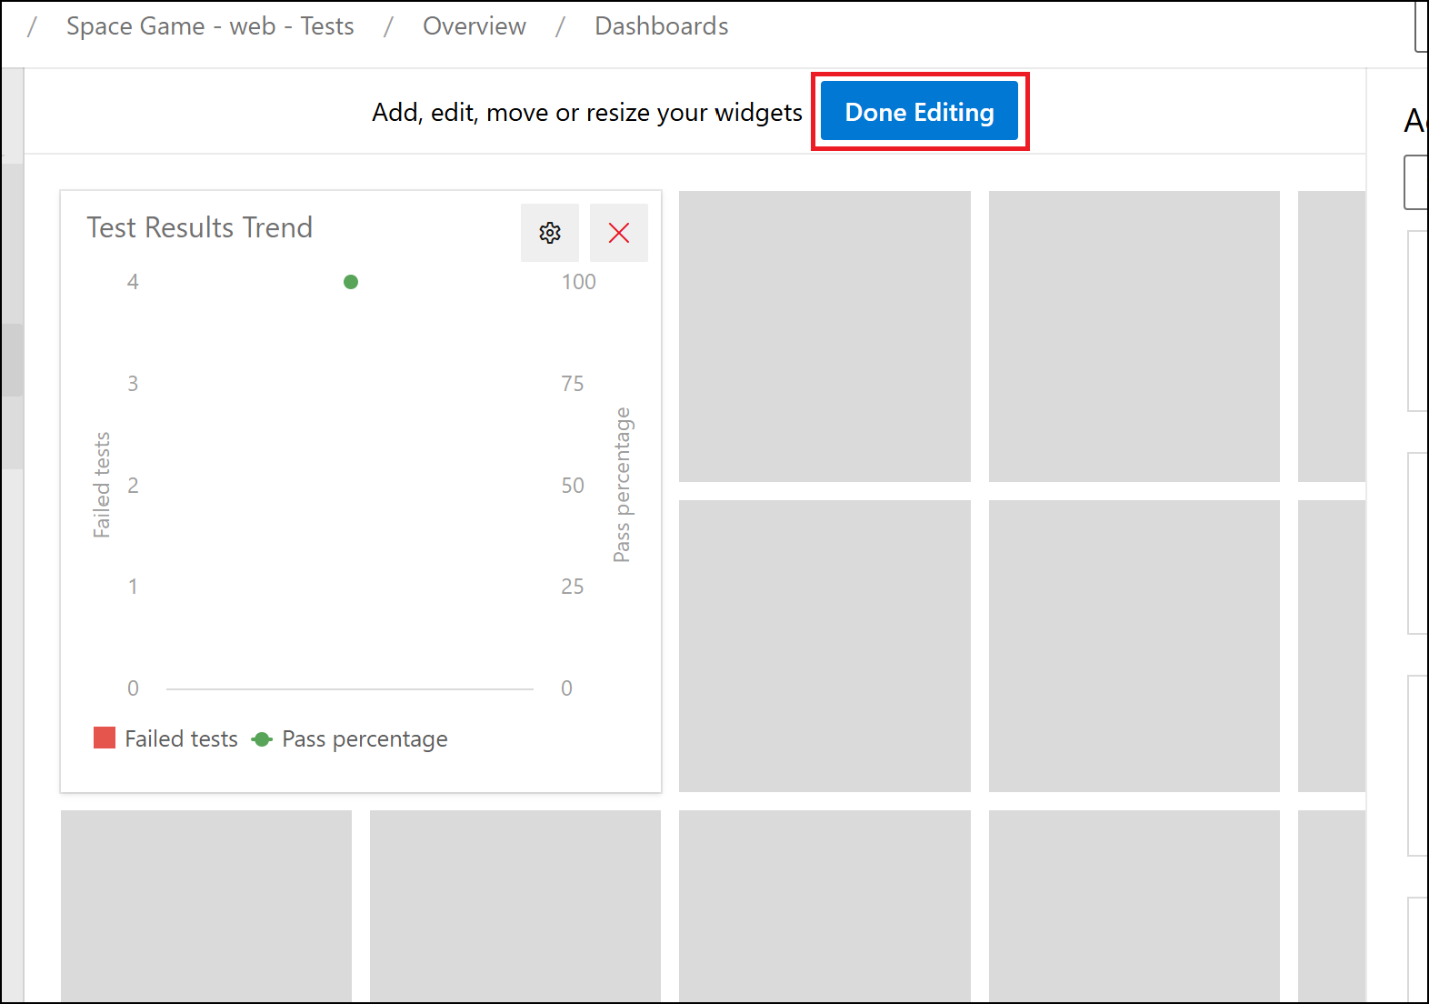 / Space Game - web - Tests / Overview / Dashboards
Add, edit, move or resize your widgets Done Editing
Test Results Trend
4 100
3 75
Failed tests
Pass percentage
2 50
1 25
0 0
Failed tests Pass percentage